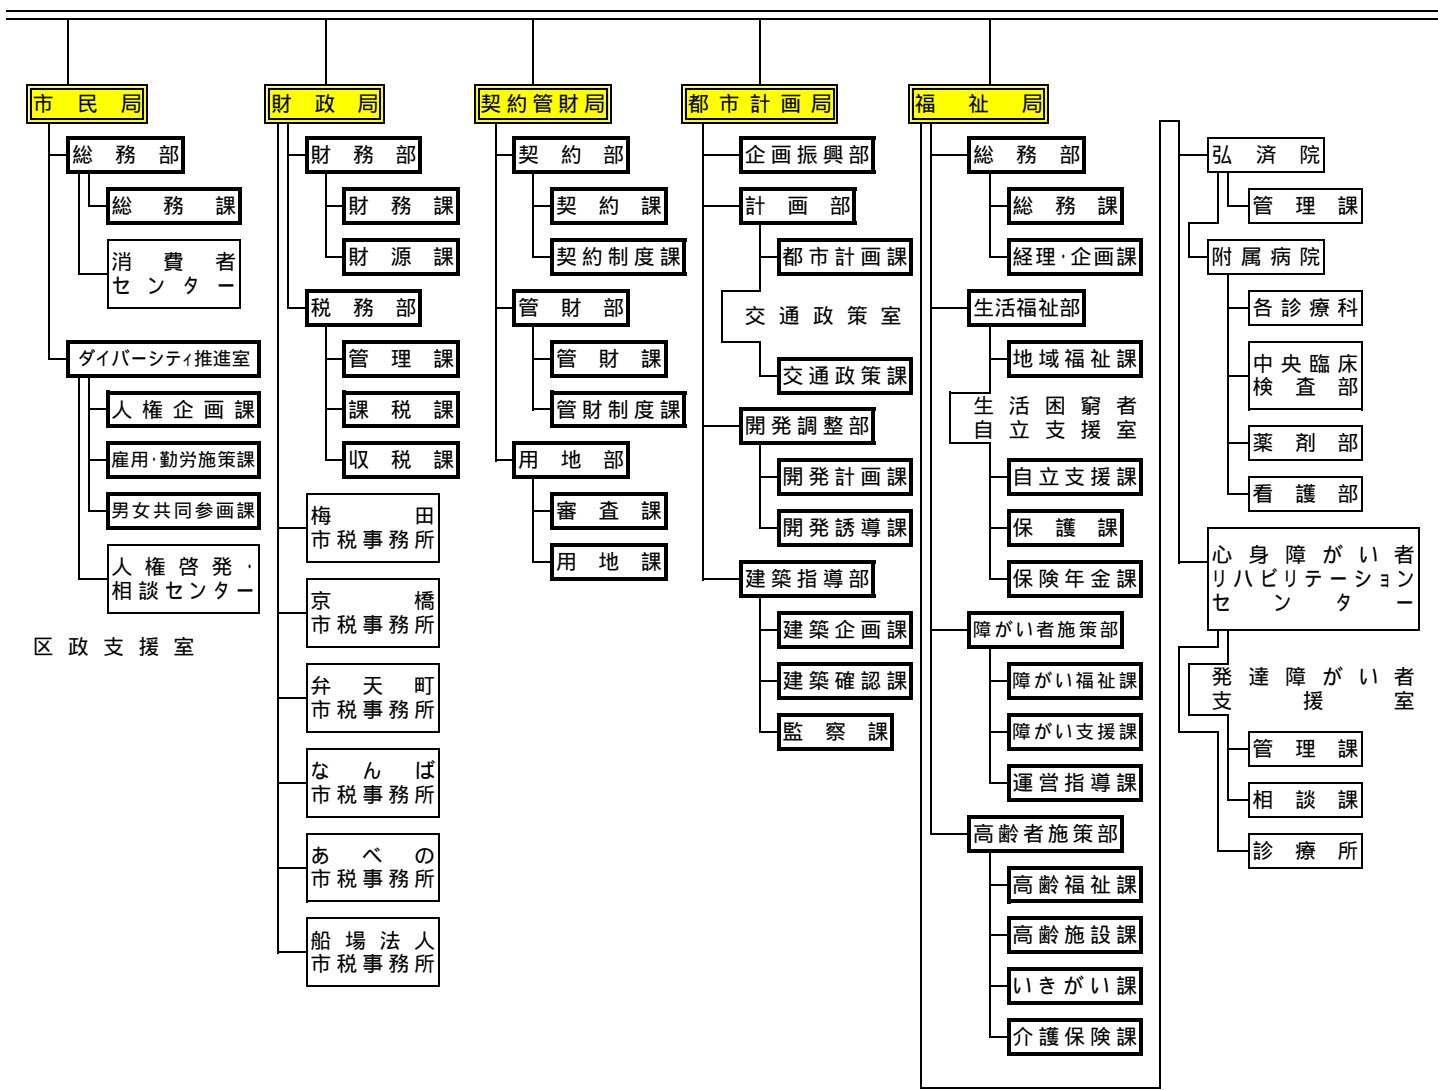 市民局
総務部
総務課
消費者
センター
ダイバーシティ推進室
人権企画課
雇用・勤労施策課
男女共同参画課
人権啓発・
相談センター
区政支援室
財政局
財務部
財務課
財源課
税務部
管理課
課税課
収税課
梅田
市税事務所
京橋
市税事務所
弁天町
市税事務所
なんば
市税事務所
あべの
市税事務所
船場法人
市税事務所
契約管財局
契約部
契約課
契約制度課
管財部
管財課
管財制度課
用地部
審査課
用地課
都市計画局
企画振興部
計画部
都市計画課
交通政策室
交通政策課
開発調整部
開発計画課
開発誘導課
建築指導部
建築企画課
建築確認課
監察課
福祉局
総務部
総務課
経理・企画課
生活福祉部
地域福祉課
生活困窮者
自立支援室
自立支援課
保護課
保険年金課
障がい者施策部
障がい福祉課
障がい支援課
運営指導課
高齢者施策部
高齢福祉課
高齢施設課
いきがい課
介護保険課
弘済院
管理課
附属病院
各診療科
中央臨床
検査部
薬剤部
看護部
心身障がい者
リハビリテーション
センター
発達障がい者
支援室
管理課
相談課
診療所